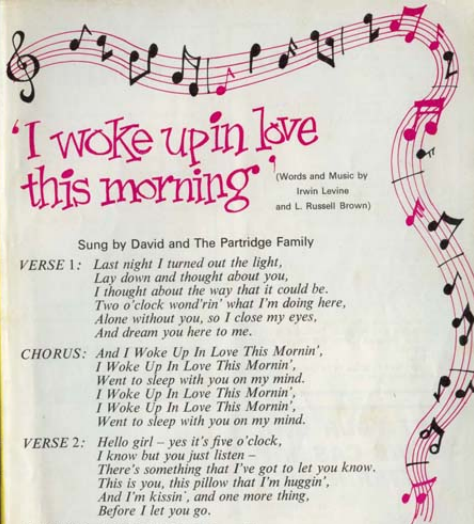 'I woke up in love
this morning'
(Words and Music by
Irwin Levine
and L. Russell Brown)
Sung by David and The Partridge Family
VERSE 1: Last night I turned out the light,
Lay down and thought about you,
I thought about the way that it could be.
Two o'clock wond'rin' what I'm doing here,
Alone without you, so I close my eyes,
And dream you here to me.
CHORUS: And I Woke Up In Love This Mornin',
I Woke Up In Love This Mornin',
Went to sleep with you on my mind.
I Woke Up In Love This Mornin',
I Woke Up In Love This Mornin',
Went to sleep with you on my mind.
VERSE 2: Hello girl – yes it's five o'clock,
I know but you just listen –
There's something that I've got to let you know.
This is you, this pillow that I'm huggin',
And I'm kissin', and one more thing,
Before I let you go.